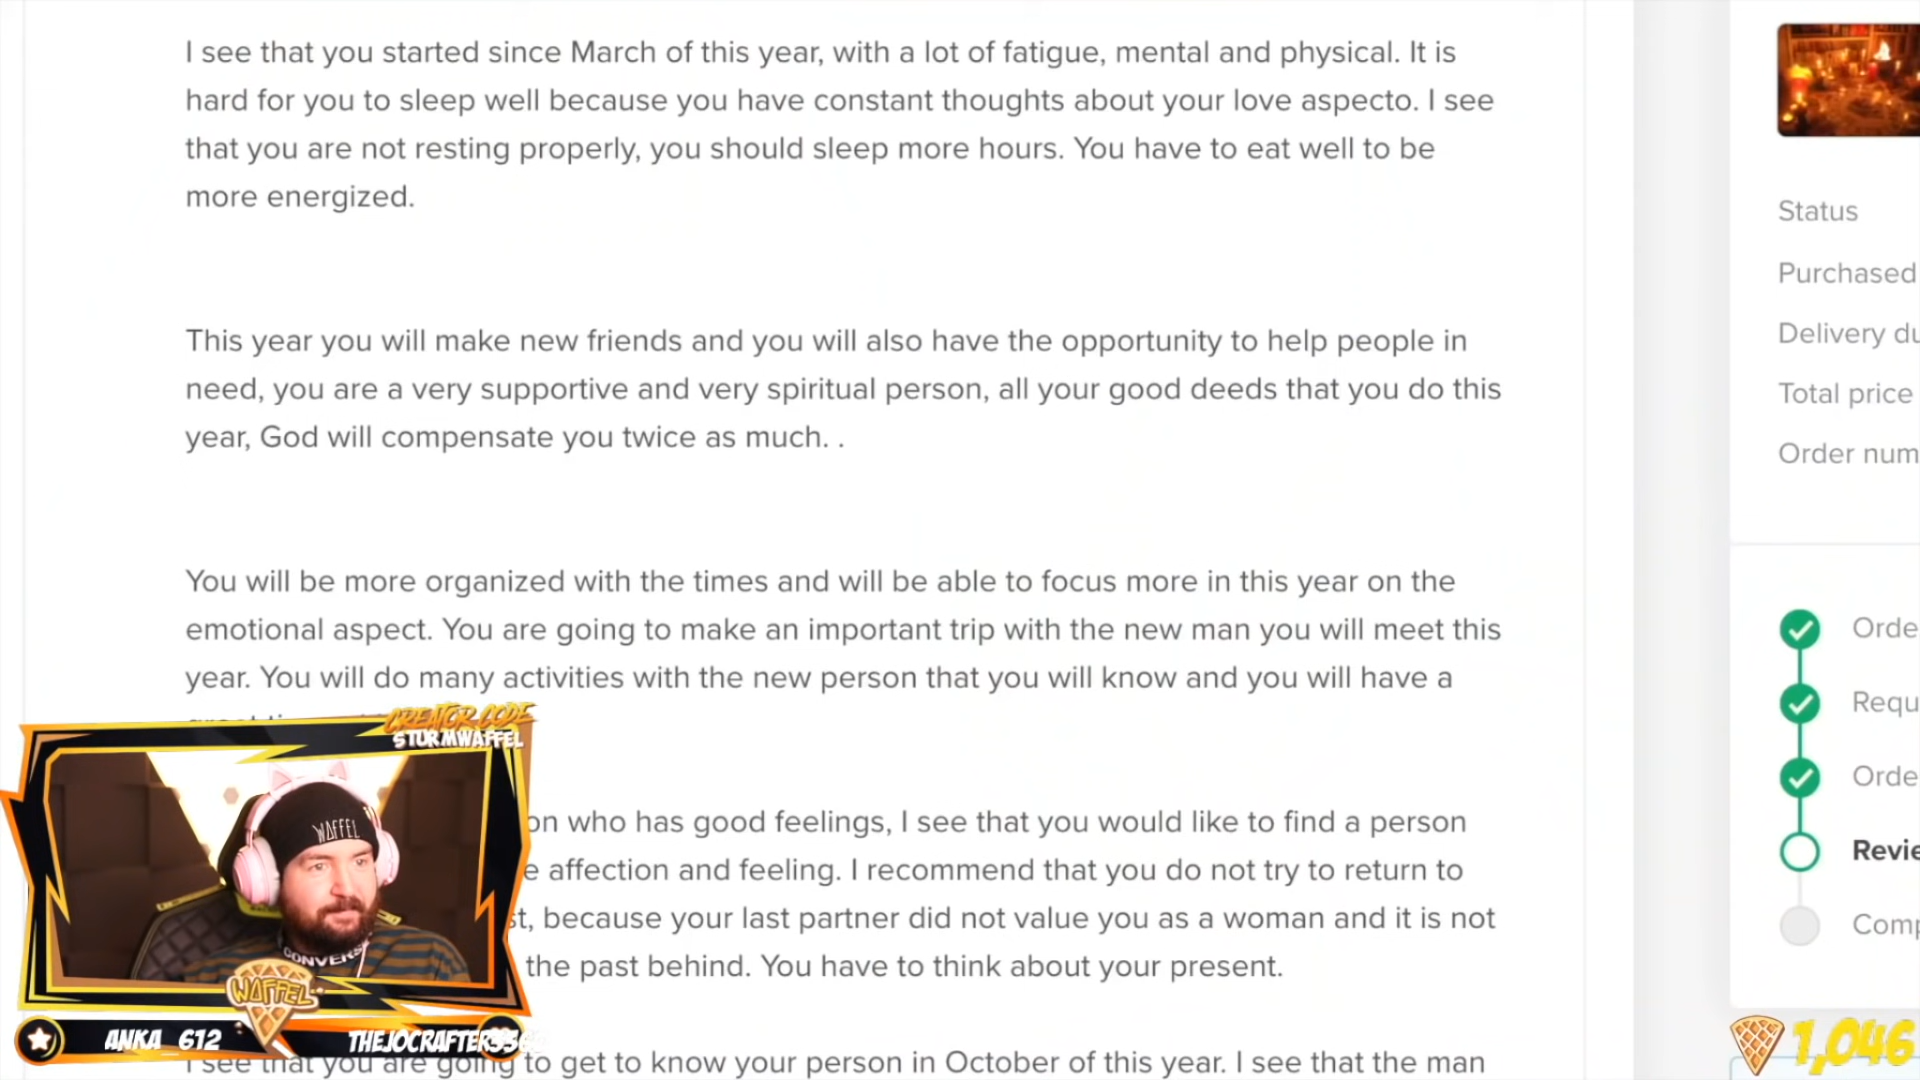 I see that you started since March of this year, with a lot of fatigue, mental and physical. It is
hard for you to sleep well because you have constant thoughts about your love aspecto. I see
that you are not resting properly, you should sleep more hours. You have to eat well to be
more energized.
This year you will make new friends and you will also have the opportunity to help people in
need, you are a very supportive and very spiritual person, all your good deeds that you do this
year, God will compensate you twice as much. .
You will be more organized with the times and will be able to focus more in this year on the
emotional aspect. You are going to make an important trip with the new man you will meet this
year. You will do many activities with the new person that you will know and you will have a
on who has good feelings, I see that you would like to find a person
e affection and feeling. I recommend that you do not try to return to
st, because your last partner did not value you as a woman and it is not
the past behind. You have to think about your present.
I see that you are going to get to know your person in October of this year. I see that the man
Status
Purchased
Delivery du
Total price
Order num
Orde
Requ
Orde
Revie
Comp
CREATOR CODE
STURMWAFFEL
WAFFEL
CONVERS
WAFFEL
ANKA_612
THEJOCRAFTER
1,046